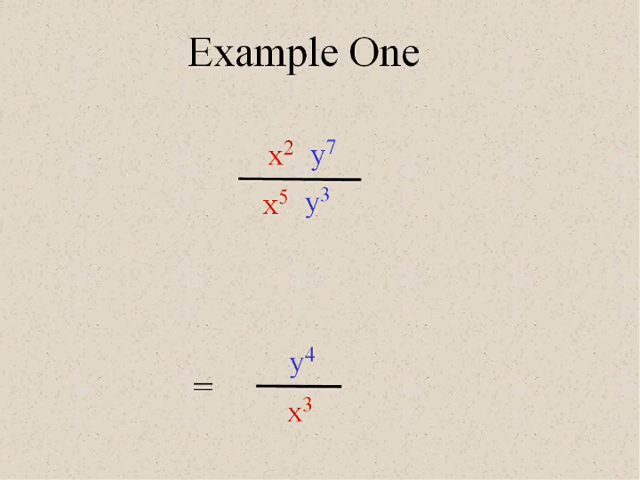 Example One
x² y⁷
x⁵ y³
y⁴
=
x³